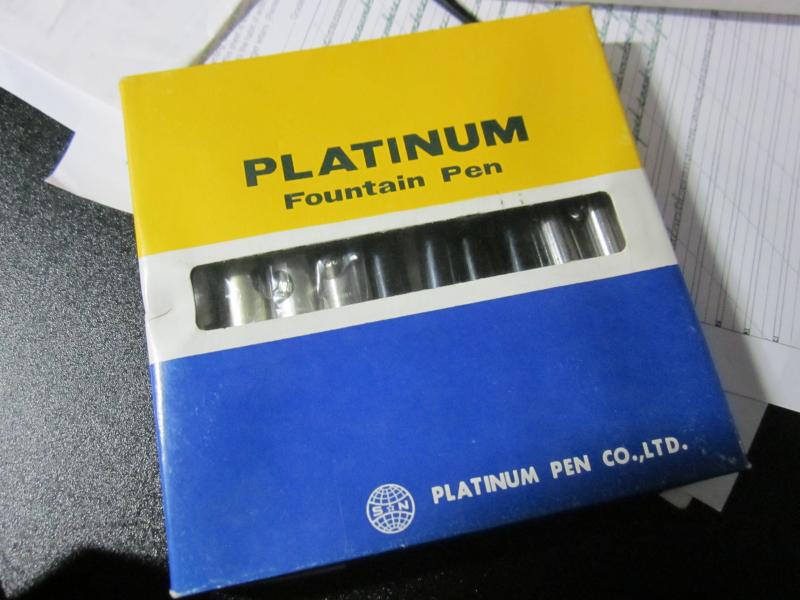 PLATINUM
Fountain Pen
S N
PLATINUM PEN CO.,LTD.